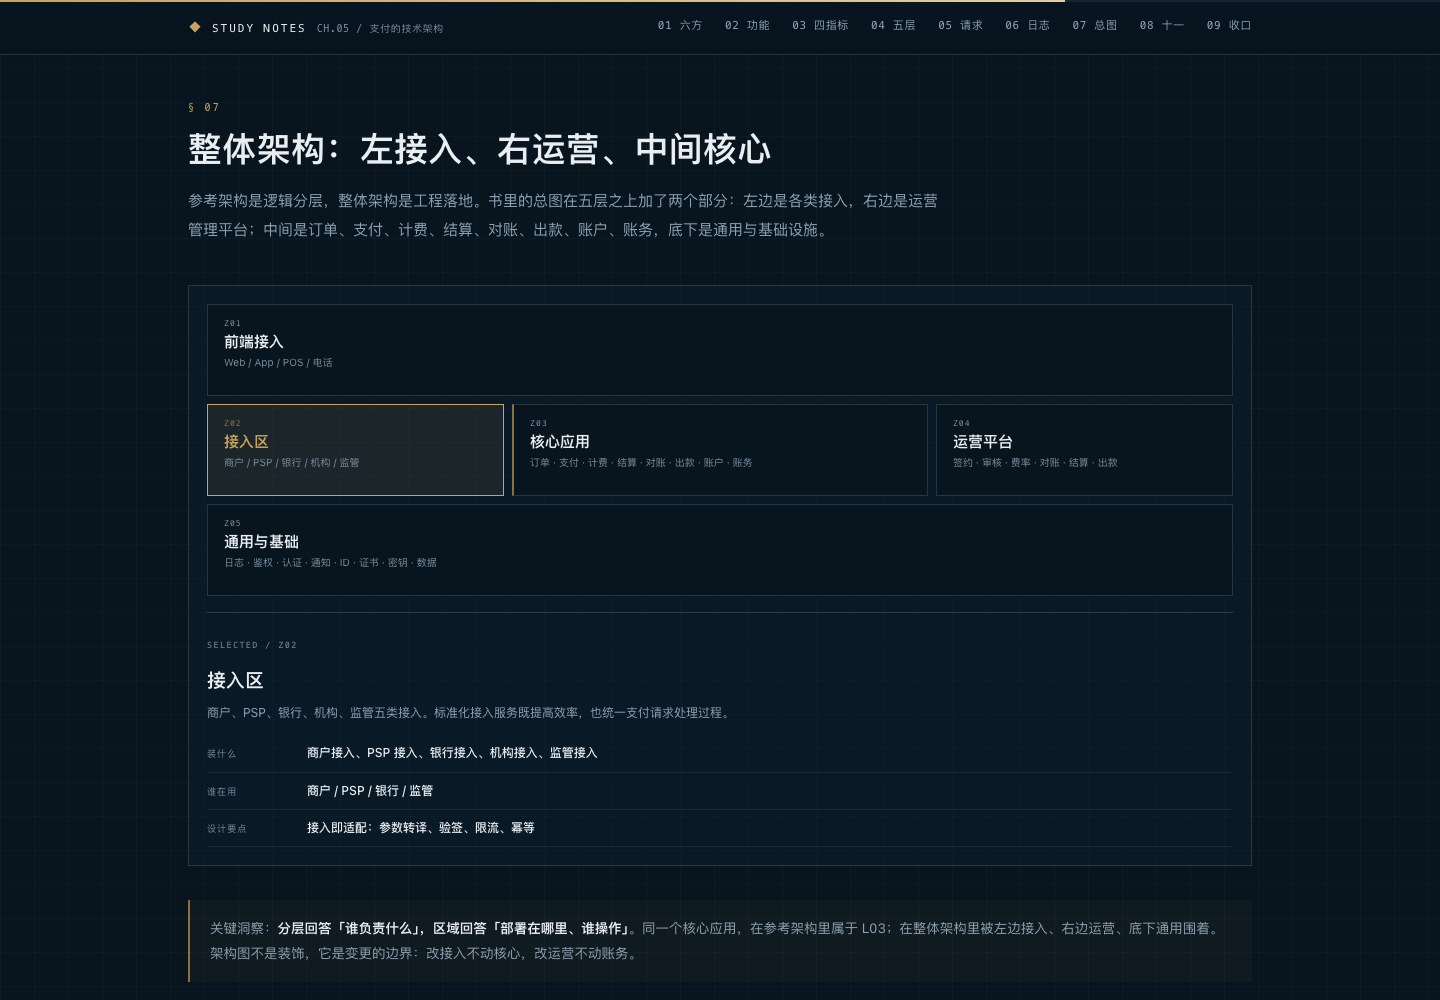 STUDY NOTES CH.05 / 支付的技术架构
01 六方 02 功能 03 四指标 04 五层 05 请求 06 日志 07 总图 08 十一 09 收口
§ 07
整体架构：左接入、右运营、中间核心
参考架构是逻辑分层，整体架构是工程落地。书里的总图在五层之上加了两个部分：左边是各类接入，右边是运营
管理平台；中间是订单、支付、计费、结算、对账、出款、账户、账务，底下是通用与基础设施。
Z01
前端接入
Web / App / POS / 电话
Z02
接入区
商户 / PSP / 银行 / 机构 / 监管
Z03
核心应用
订单 · 支付 · 计费 · 结算 · 对账 · 出款 · 账户 · 账务
Z04
运营平台
签约 · 审核 · 费率 · 对账 · 结算 · 出款
Z05
通用与基础
日志 · 鉴权 · 认证 · 通知 · ID · 证书 · 密钥 · 数据
SELECTED / Z02
接入区
商户、PSP、银行、机构、监管五类接入。标准化接入服务既提高效率，也统一支付请求处理过程。
装什么 商户接入、PSP 接入、银行接入、机构接入、监管接入
谁在用 商户 / PSP / 银行 / 监管
设计要点 接入即适配：参数转译、验签、限流、幂等
关键洞察：分层回答「谁负责什么」，区域回答「部署在哪里、谁操作」。同一个核心应用，在参考架构里属于 L03；在整体架构里被左边接入、右边运营、底下通用围着。
架构图不是装饰，它是变更的边界：改接入不动核心，改运营不动账务。